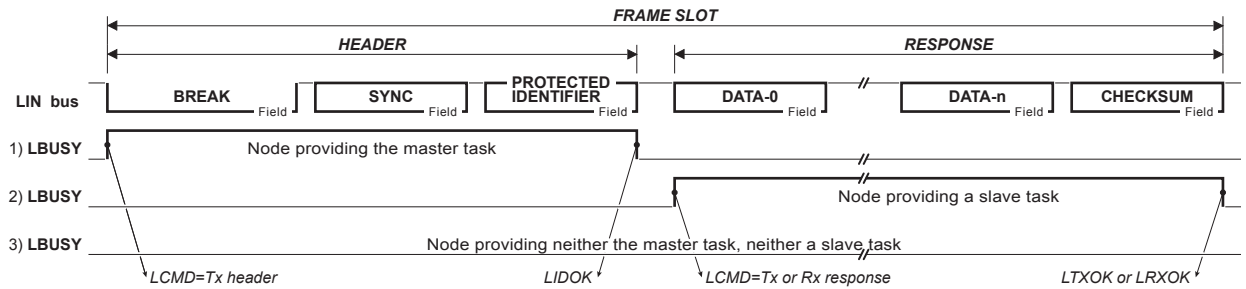 FRAME SLOT
HEADER RESPONSE
LIN bus
BREAK Field
SYNC Field
PROTECTED IDENTIFIER Field
DATA-0 Field
DATA-n Field
CHECKSUM Field
1) LBUSY Node providing the master task
2) LBUSY Node providing a slave task
3) LBUSY Node providing neither the master task, neither a slave task
LCMD=Tx header LIDOK LCMD=Tx or Rx response LTXOK or LRXOK